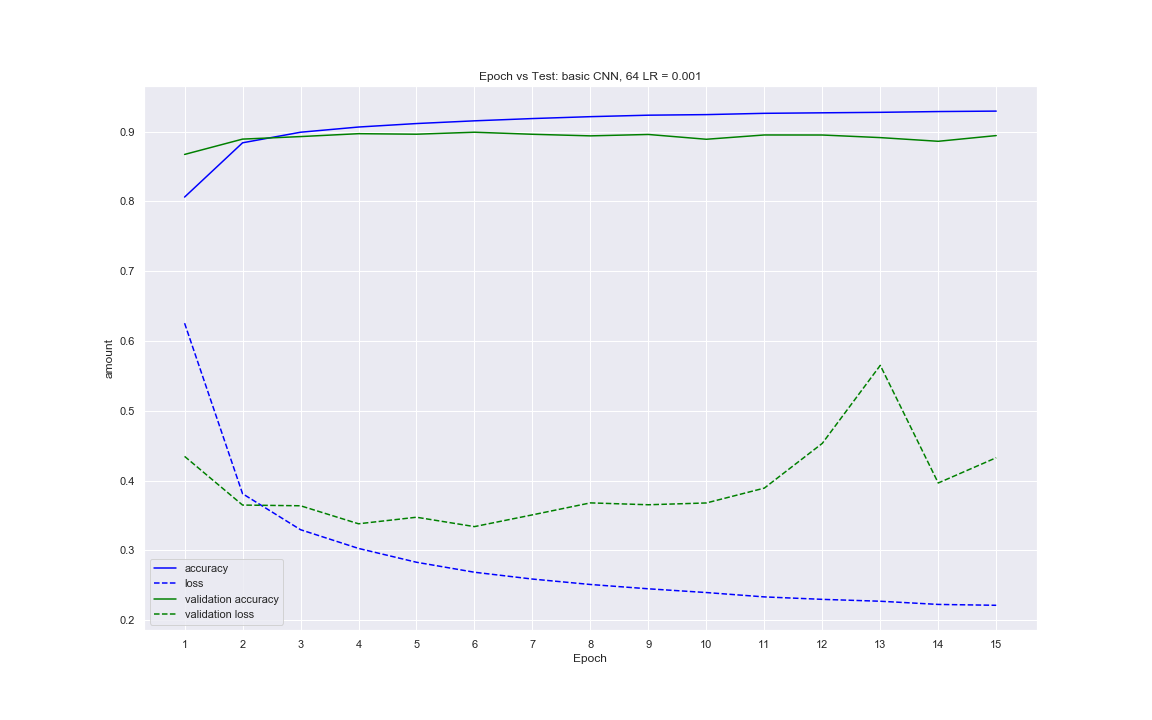 Epoch vs Test: basic CNN, 64 LR = 0.001
amount
0.9
0.8
0.7
0.6
0.5
0.4
0.3
0.2
accuracy
loss
validation accuracy
validation loss
1 2 3 4 5 6 7 8 9 10 11 12 13 14 15
Epoch